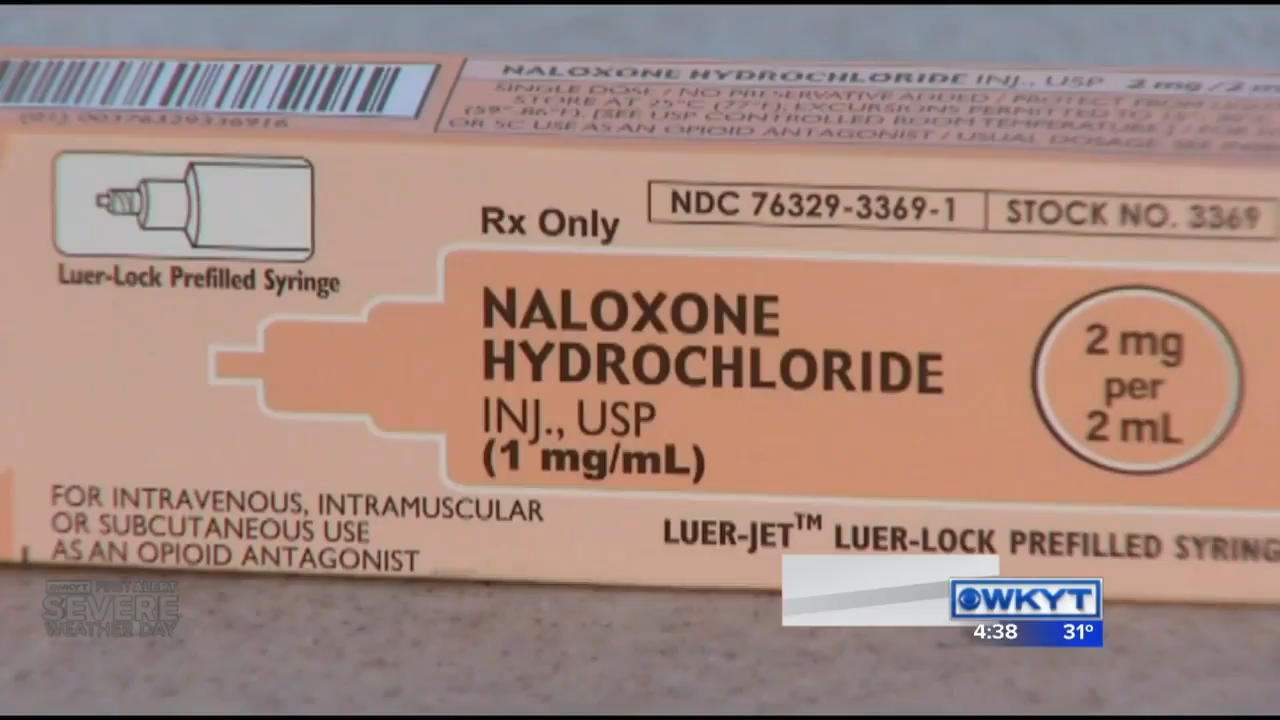 NALOXONE HYDROCHLORIDE INJ., USP 2 mg / 2 m
SINGLE DOSE / NO PRESERVATIVE ADDED / PROTECT FROM
STORE AT 25°C (77°F), EXCURSIONS PERMITTED TO 15°
(59°-86°F). [SEE USP CONTROLLED ROOM TEMPERATURE] / FOR
OR SC USE AS AN OPIOID ANTAGONIST / USUAL DOSAGE: SEE
Luer-Lock Prefilled Syringe
Rx Only
NDC 76329-3369-1
STOCK NO. 3369
NALOXONE
HYDROCHLORIDE
INJ., USP
(1 mg/mL)
2 mg
per
2 mL
FOR INTRAVENOUS, INTRAMUSCULAR
OR SUBCUTANEOUS USE
AS AN OPIOID ANTAGONIST
LUER-JET™ LUER-LOCK PREFILLED SYRING
WKYT FIRST ALERT
SEVERE
WEATHER DAY
WKYT
4:38 31°